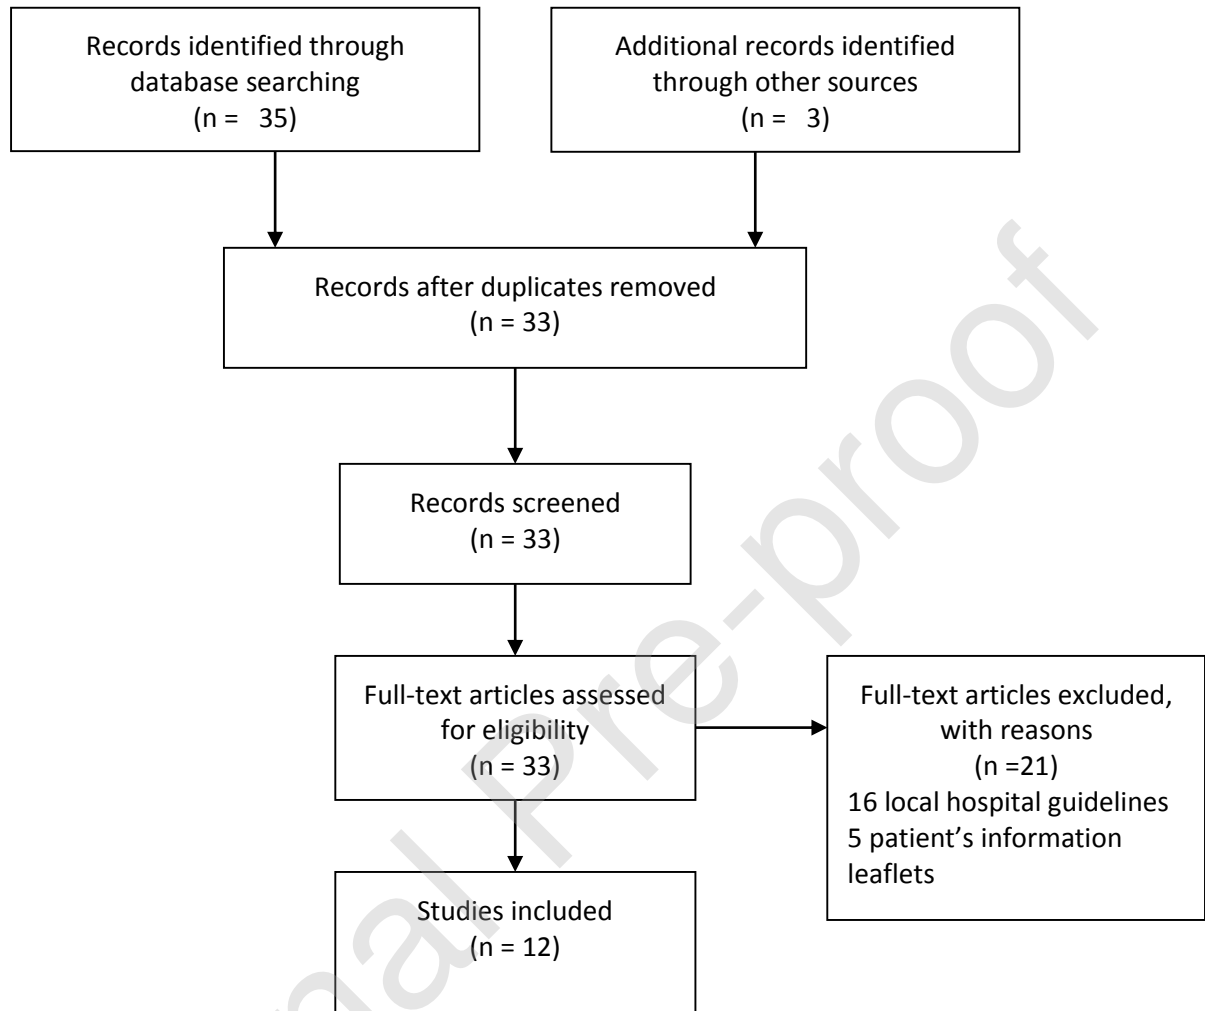 Records identified through
database searching
(n =   35)
Additional records identified
through other sources
(n =   3)
Records after duplicates removed
(n = 33)
Records screened
(n = 33)
Full-text articles assessed
for eligibility
(n = 33)
Full-text articles excluded,
with reasons
(n =21)
16 local hospital guidelines
5 patient's information
leaflets
Studies included
(n = 12)
nal Pre-proof